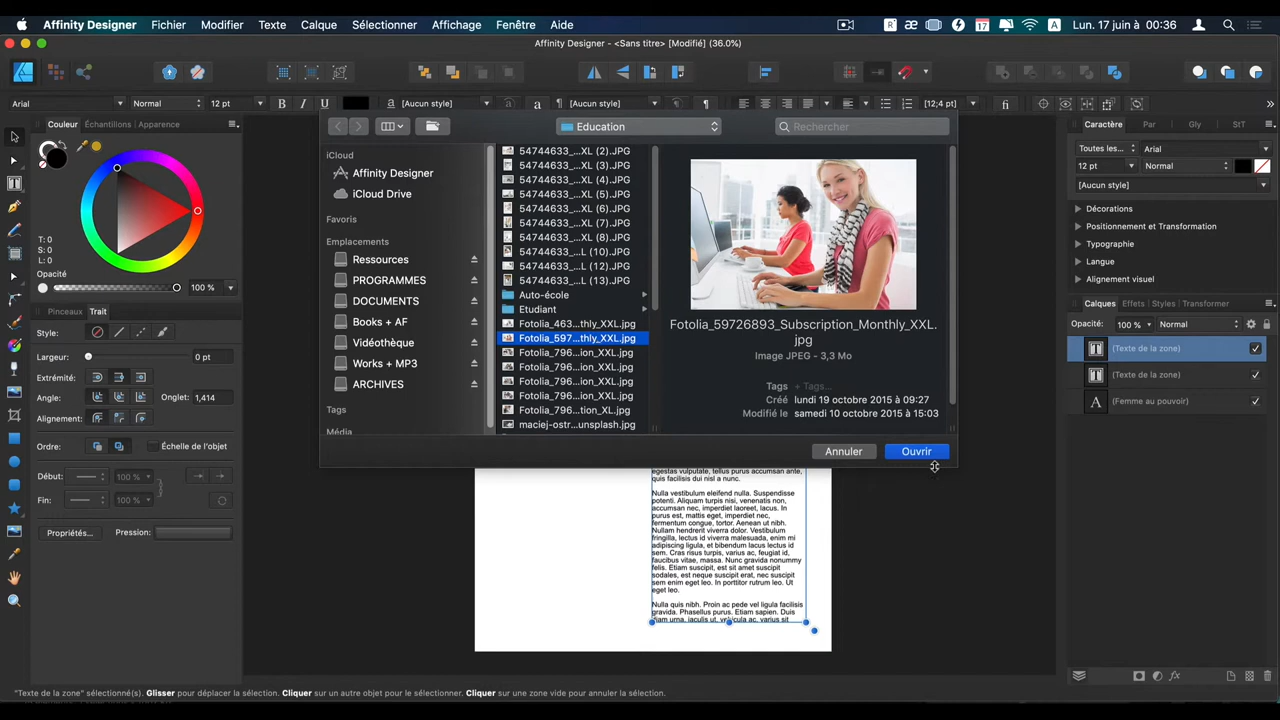 Affinity Designer Fichier Modifier Texte Calque Sélectionner Affichage Fenêtre Aide
Lun. 17 juin à 00:36
Affinity Designer - <Sans titre> [Modifié] (36.0%)
Arial Normal 12 pt B I U [Aucun style] [Aucun style] [12;4 pt] fi
Couleur Échantillons Apparence
T: 0
S: 0
L: 0
Opacité
100 %
Pinceaux Trait
Style:
Largeur: 0 pt
Extrémité:
Angle: Onglet: 1,414
Alignement:
Ordre: Échelle de l'objet
Début: 100 %
Fin: 100 %
Propriétés... Pression:
Education
Rechercher
iCloud
Affinity Designer
iCloud Drive
Favoris
Emplacements
Ressources
PROGRAMMES
DOCUMENTS
Books + AF
Vidéothèque
Works + MP3
ARCHIVES
Tags
Média
54744633_...XL (2).JPG
54744633_...XL (3).JPG
54744633_...XL (4).JPG
54744633_...XL (5).JPG
54744633_...XL (6).JPG
54744633_...XL (7).JPG
54744633_...XL (8).JPG
54744633_...L (10).JPG
54744633_...L (12).JPG
54744633_...L (13).JPG
Auto-école
Etudiant
Fotolia_463...thly_XXL.jpg
Fotolia_597...thly_XXL.jpg
Fotolia_796...ion_XXL.jpg
Fotolia_796...ion_XXL.jpg
Fotolia_796...ion_XXL.jpg
Fotolia_796...ion_XXL.jpg
Fotolia_796...tion_XL.jpg
maciej-ostr...unsplash.jpg
Fotolia_59726893_Subscription_Monthly_XXL.
jpg
Image JPEG - 3,3 Mo
Tags + Tags...
Créé lundi 19 octobre 2015 à 09:27
Modifié le samedi 10 octobre 2015 à 15:03
Annuler Ouvrir
egestas vulputate, tellus purus accumsan ante,
quis facilisis dui nisl a nunc.
Nulla vestibulum eleifend nulla. Suspendisse
potenti. Aliquam turpis nisi, venenatis non,
accumsan nec, imperdiet laoreet, lacus. In
purus est, mattis eget, imperdiet nec,
fermentum congue, tortor. Aenean ut nibh.
Nullam hendrerit viverra dolor. Vestibulum
fringilla, lectus id viverra malesuada, enim mi
adipiscing ligula, et bibendum lacus lectus id
sem. Cras risus turpis, varius ac, feugiat id,
faucibus vitae, massa. Nunc gravida nonummy
felis. Etiam suscipit, est sit amet suscipit
sodales, est neque suscipit erat, nec suscipit
sem enim eget leo. In porttitor rutrum leo. Ut
eget leo.
Nulla quis nibh. Proin ac pede vel ligula facilisis
gravida. Phasellus purus. Etiam sapien. Duis
diam urna, iaculis ut, vehicula ac, varius sit
Caractère Par Gly StT
Toutes les... Arial
12 pt Normal
[Aucun style]
Décorations
Positionnement et Transformation
Typographie
Langue
Alignement visuel
Calques Effets Styles Transformer
Opacité: 100 % Normal
(Texte de la zone)
(Texte de la zone)
(Femme au pouvoir)
"Texte de la zone" sélectionné(s). Glisser pour déplacer la sélection. Cliquer sur un autre objet pour le sélectionner. Cliquer sur une zone vide pour annuler la sélection.